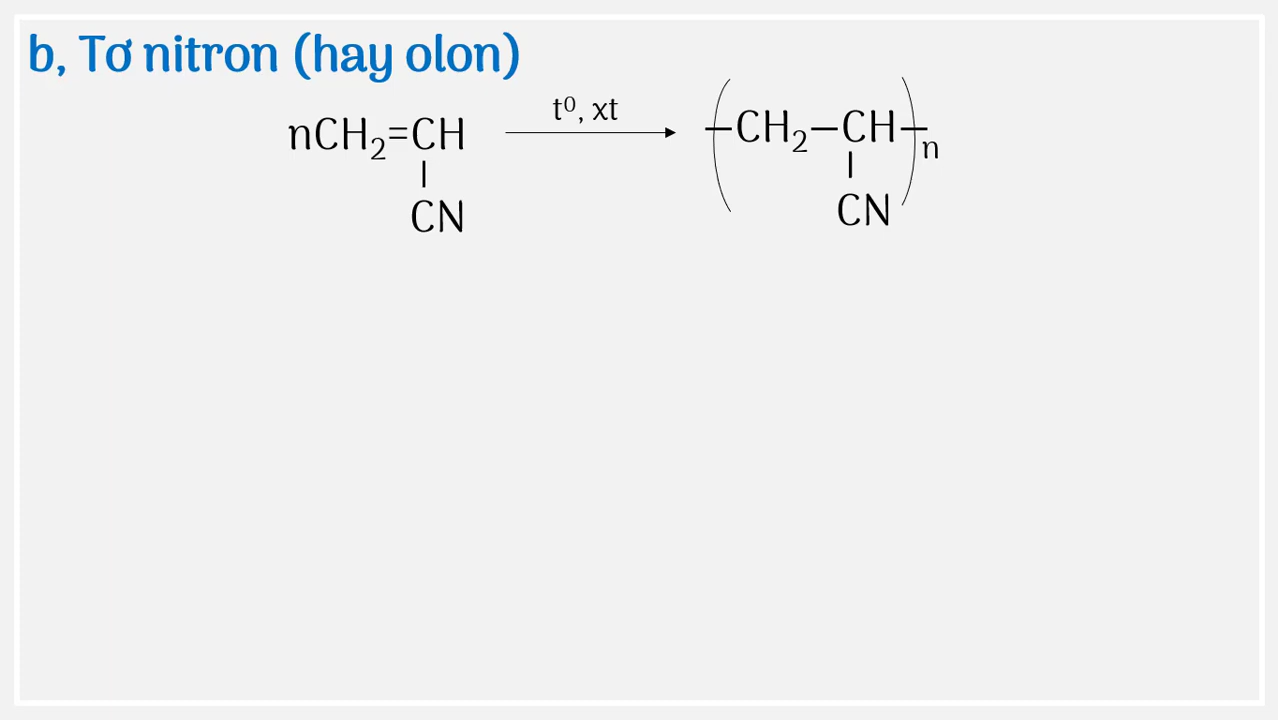 b, Tơ nitron (hay olon)
t⁰, xt
nCH₂=CH CH₂ CH n
CN CN